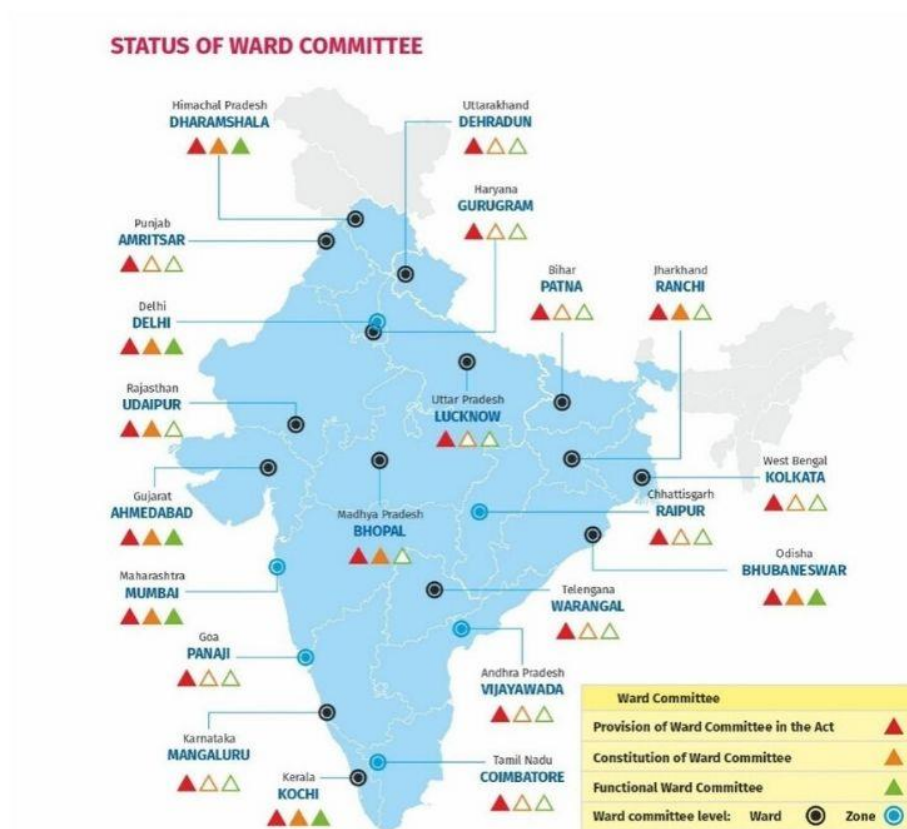 STATUS OF WARD COMMITTEE
Himachal Pradesh
DHARAMSHALA
Uttarakhand
DEHRADUN
Haryana
GURUGRAM
Punjab
AMRITSAR
Bihar
PATNA
Jharkhand
RANCHI
Delhi
DELHI
Rajasthan
UDAIPUR
Uttar Pradesh
LUCKNOW
West Bengal
KOLKATA
Chhattisgarh
RAIPUR
Gujarat
AHMEDABAD
Madhya Pradesh
BHOPAL
Odisha
BHUBANESWAR
Maharashtra
MUMBAI
Telengana
WARANGAL
Goa
PANAJI
Andhra Pradesh
VIJAYAWADA
Karnataka
MANGALURU
Kerala
KOCHI
Tamil Nadu
COIMBATORE
Ward Committee
Provision of Ward Committee in the Act
Constitution of Ward Committee
Functional Ward Committee
Ward committee level: Ward Zone